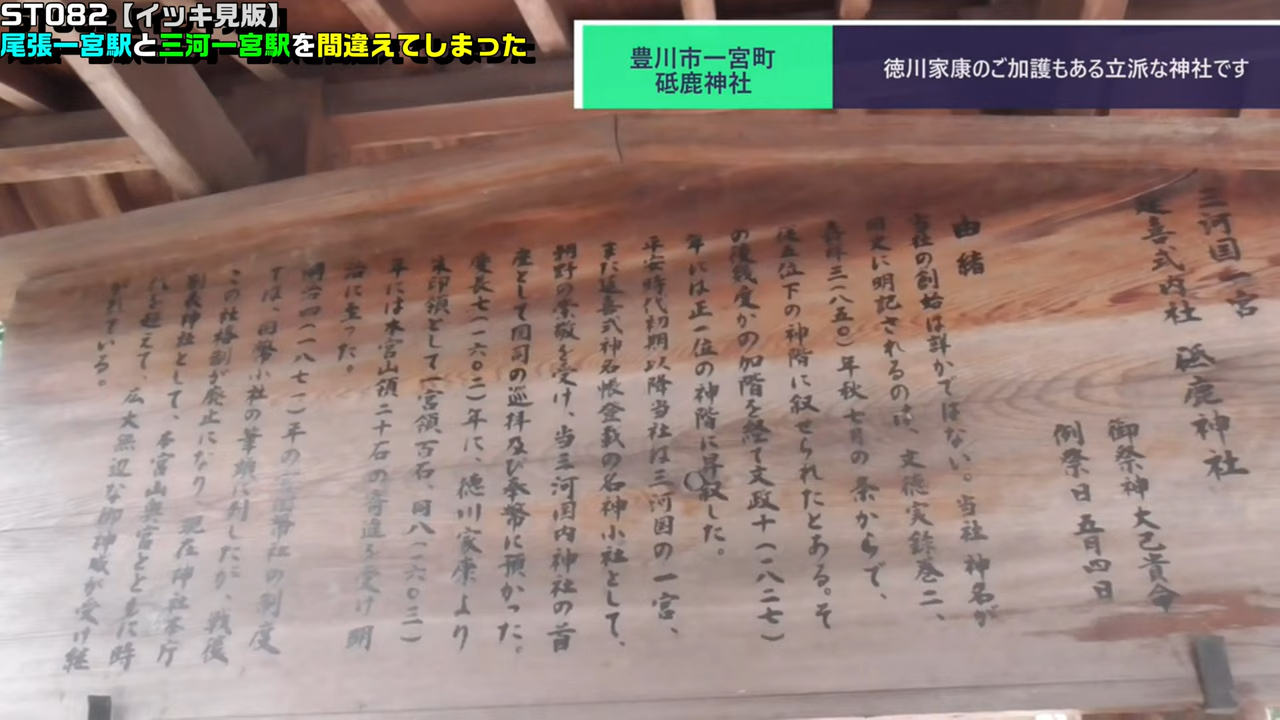 ST082【イツキ見版】
尾張一宮駅と三河一宮駅を間違えてしまった
豊川市一宮町
砥鹿神社
徳川家康のご加護もある立派な神社です
三河国一宮
延喜式内社 砥鹿神社
御祭神 大己貴命
例祭日 五月四日
由緒
当社の創始は詳かではない。当社神名が
国史に明記されるのは、文徳実録巻二、
嘉祥三(八五〇)年秋七月の条からで、
従五位下の神階に叙せられたとある。そ
の後幾度かの加階を経て文政十(一八二七)
年には正一位の神階に昇叙した。
平安時代初期以降当社は三河国の一宮、
また延喜式神名帳登載の名神小社として、
朝野の崇敬を受け、当三河国内神社の首
座として国司の巡拝及び奉幣に預かった。
慶長七(一六〇二)年に、徳川家康より
朱印領として一宮領百石、同八(一六〇三)
年には本宮山領二十石の寄進を受け明
治に至った。
明治四(一八七一)年の国幣社の制度
では、国幣小社の筆頭に列したが、戦後
この社格制が廃止になり 現在神社本庁
別表神社として、本宮山奥宮とともに時
代を超えて、広大無辺な御神威が受け継
がれている。